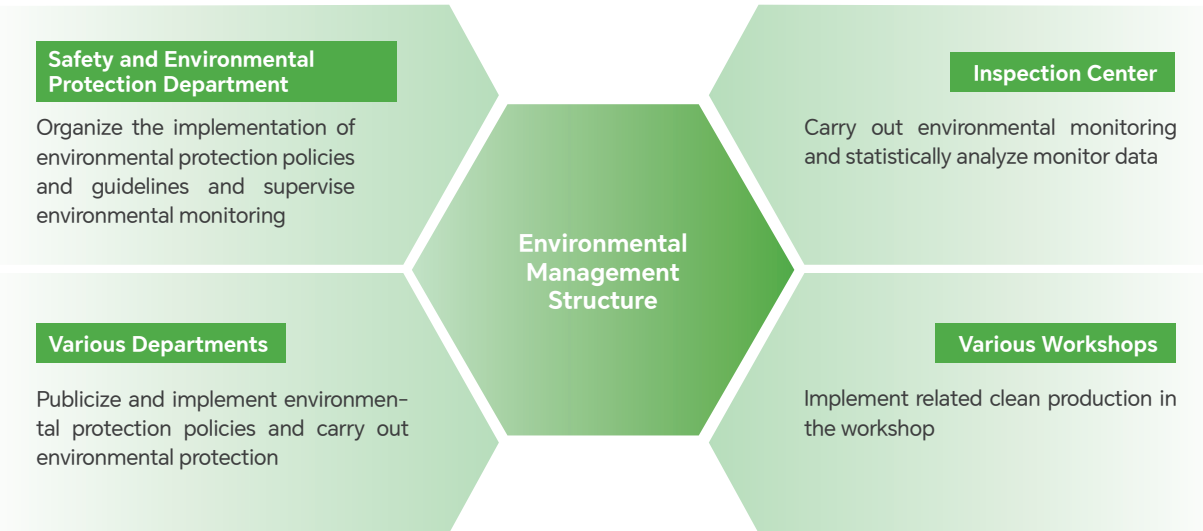 Safety and Environmental
Protection Department
Organize the implementation of
environmental protection policies
and guidelines and supervise
environmental monitoring
Inspection Center
Carry out environmental monitoring
and statistically analyze monitor data
Environmental
Management
Structure
Various Departments
Publicize and implement environmen-
tal protection policies and carry out
environmental protection
Various Workshops
Implement related clean production in
the workshop